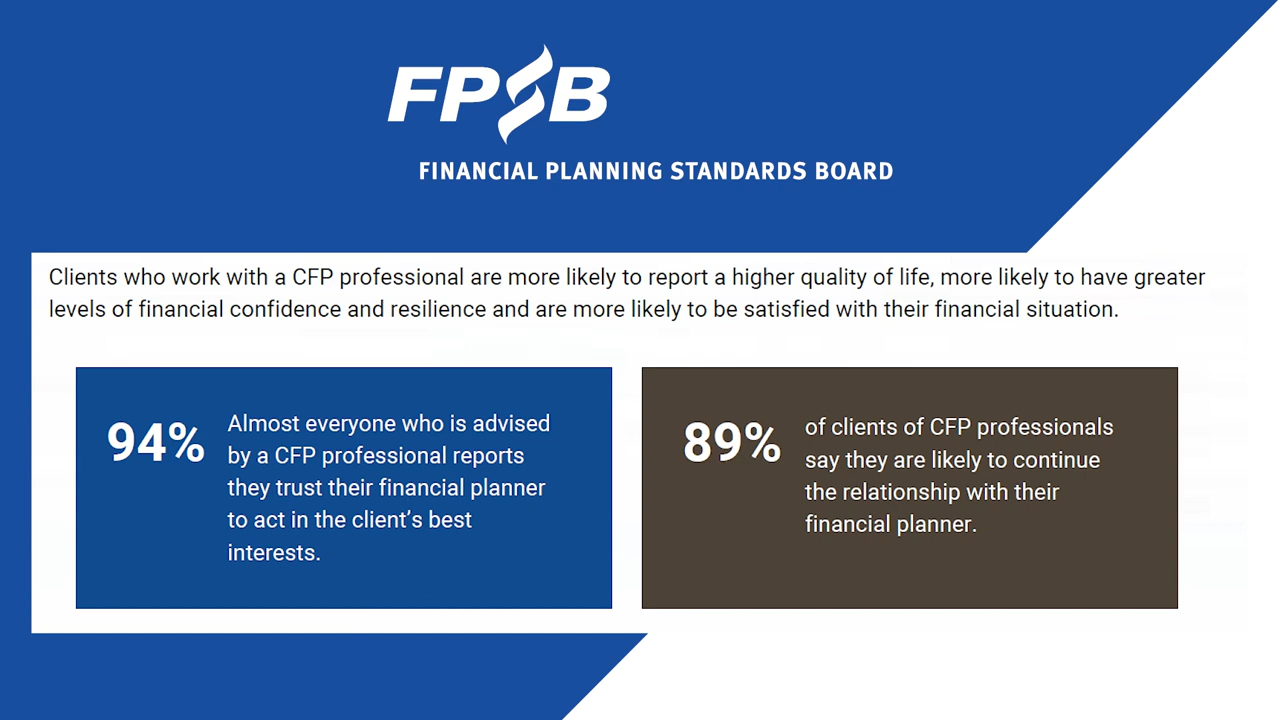 FPSB
FINANCIAL PLANNING STANDARDS BOARD
Clients who work with a CFP professional are more likely to report a higher quality of life, more likely to have greater
levels of financial confidence and resilience and are more likely to be satisfied with their financial situation.
94%
Almost everyone who is advised
by a CFP professional reports
they trust their financial planner
to act in the client’s best
interests.
89%
of clients of CFP professionals
say they are likely to continue
the relationship with their
financial planner.